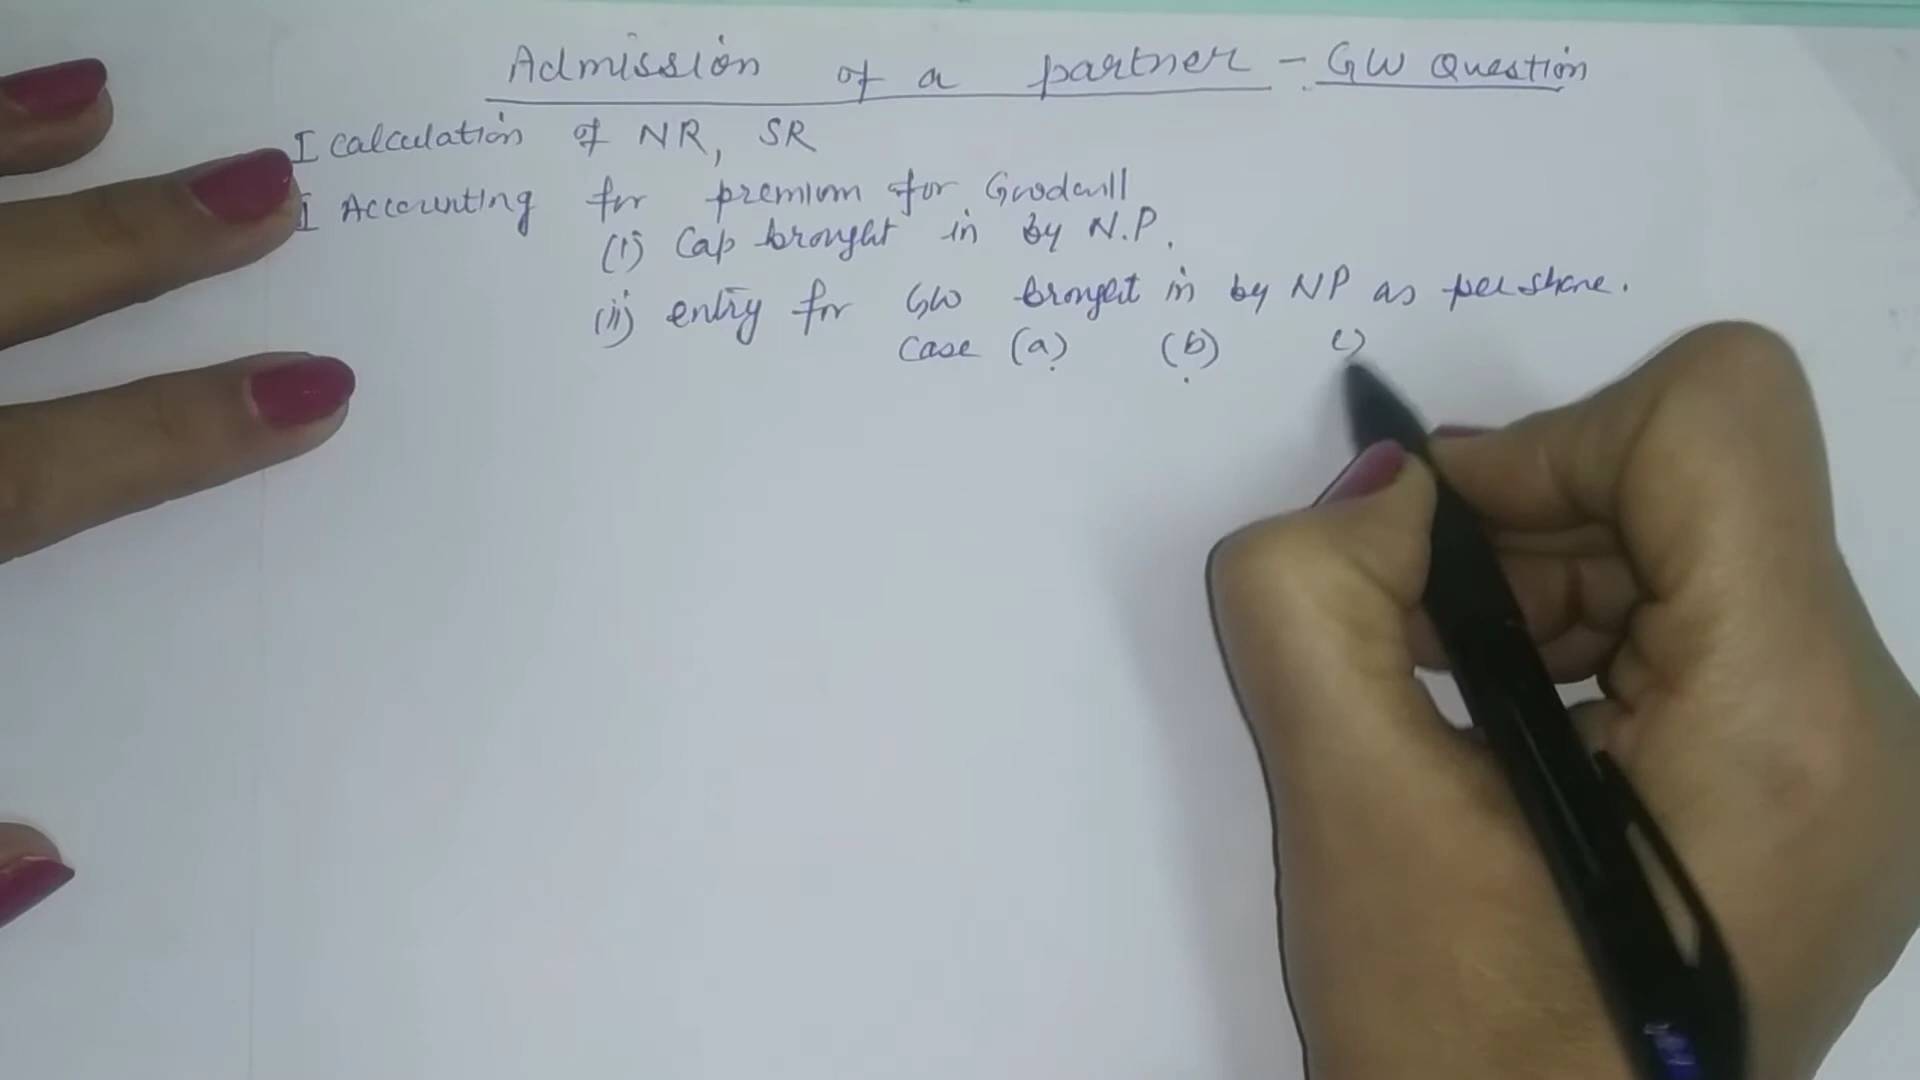 Admission of a partner - GW Question
I calculation of NR, SR
I Accounting for premium for Goodwill
(i) Cap brought in by N.P.
(ii) entry for GW brought in by NP as per share.
case (a) (b) c)